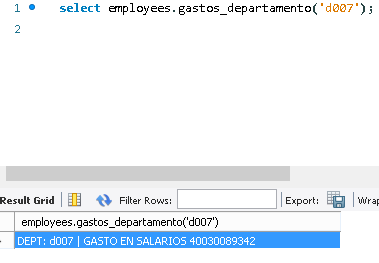 1 select employees.gastos_departamento('d007');
2
Result Grid Filter Rows: Export: Wrap
employees.gastos_departamento('d007')
DEPT: d007 | GASTO EN SALARIOS 40030089342